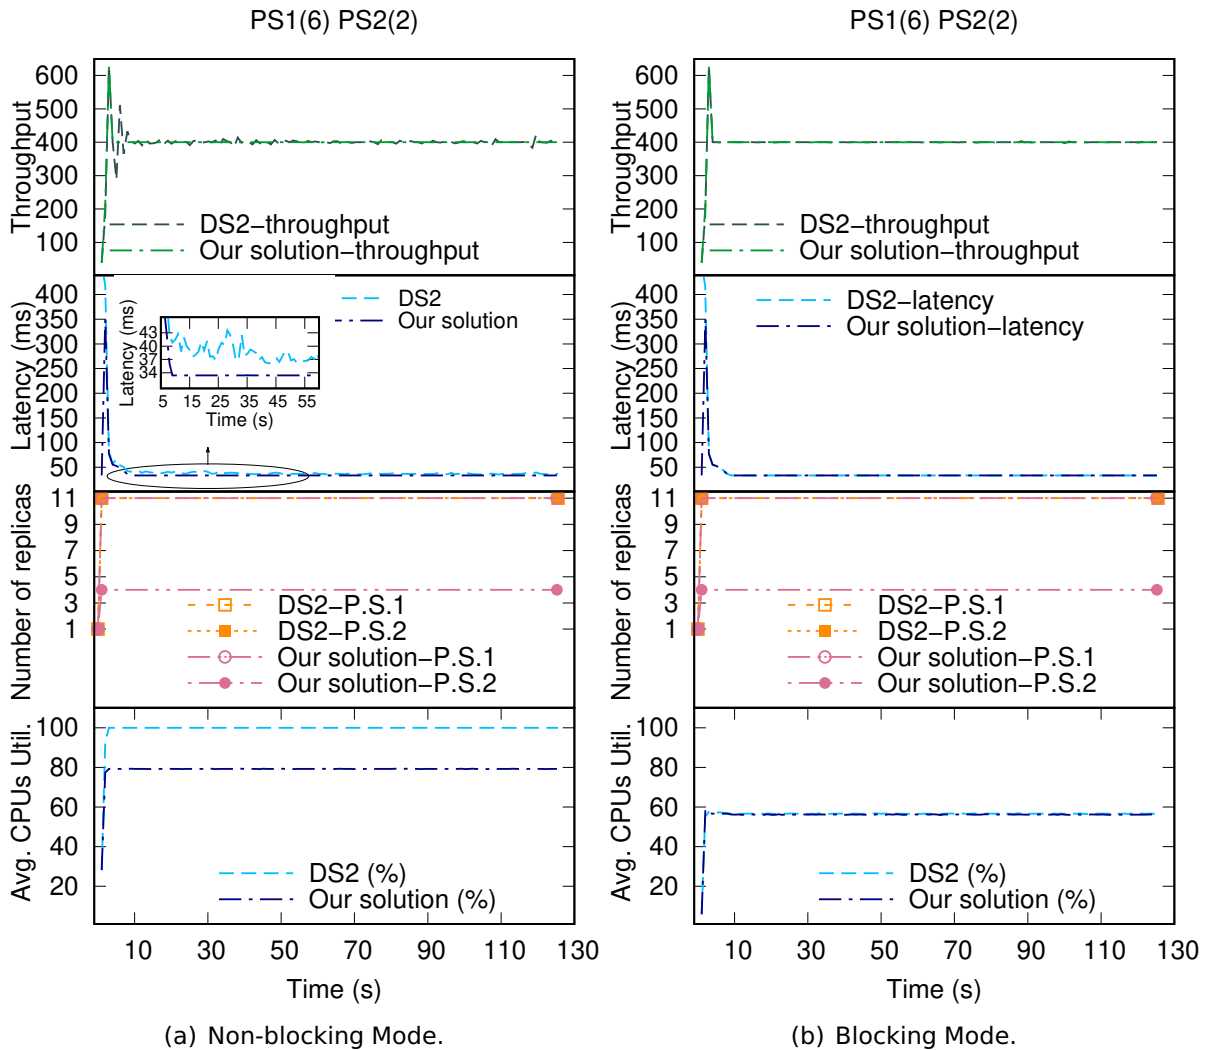 PS1(6) PS2(2)
Throughput
600
500
400
300
200
100
DS2−throughput
Our solution−throughput
Latency (ms)
400
350
300
250
200
150
100
50
DS2
Our solution
Latency (ms)
43
40
37
34
5 15 25 35 45 55
Time (s)
Number of replicas
11
9
7
5
3
1
DS2−P.S.1
DS2−P.S.2
Our solution−P.S.1
Our solution−P.S.2
Avg. CPUs Util.
100
80
60
40
20
DS2 (%)
Our solution (%)
10 30 50 70 90 110 130
Time (s)
(a) Non-blocking Mode.
PS1(6) PS2(2)
Throughput
600
500
400
300
200
100
DS2−throughput
Our solution−throughput
Latency (ms)
400
350
300
250
200
150
100
50
DS2−latency
Our solution−latency
Number of replicas
11
9
7
5
3
1
DS2−P.S.1
DS2−P.S.2
Our solution−P.S.1
Our solution−P.S.2
Avg. CPUs Util.
100
80
60
40
20
DS2 (%)
Our solution (%)
10 30 50 70 90 110 130
Time (s)
(b) Blocking Mode.